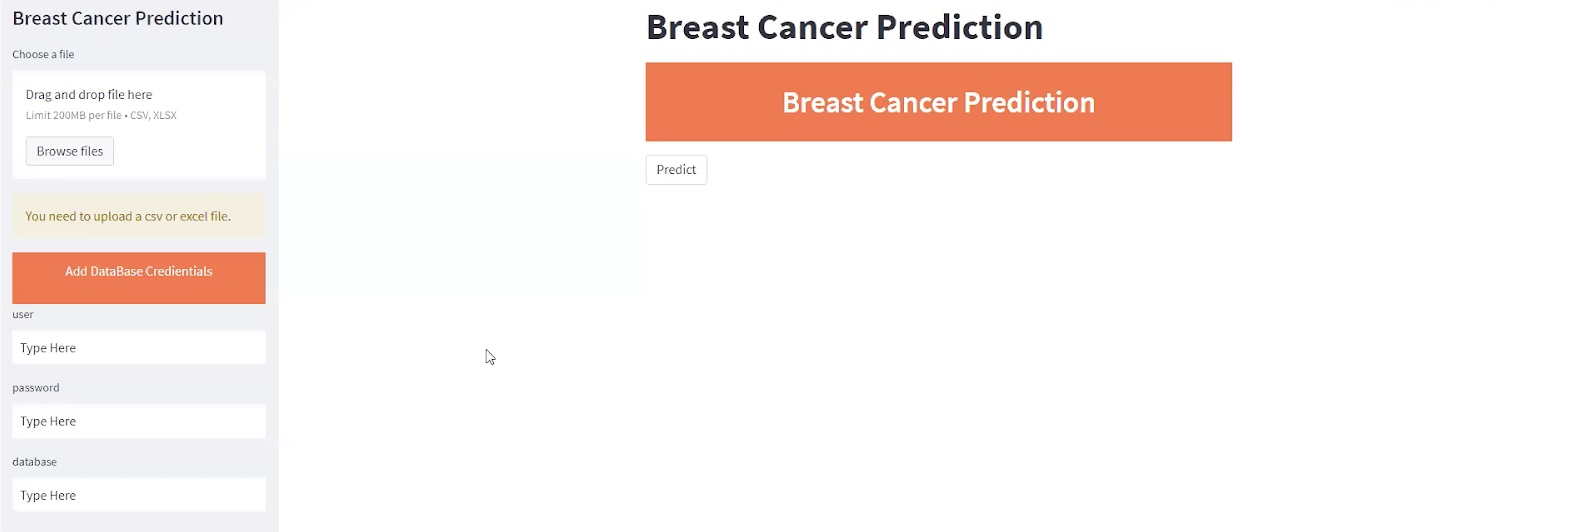 Breast Cancer Prediction
Choose a file
Drag and drop file here
Limit 200MB per file • CSV, XLSX
Browse files
You need to upload a csv or excel file.
Add DataBase Credientials
user
Type Here
password
Type Here
database
Type Here
Breast Cancer Prediction
Breast Cancer Prediction
Predict